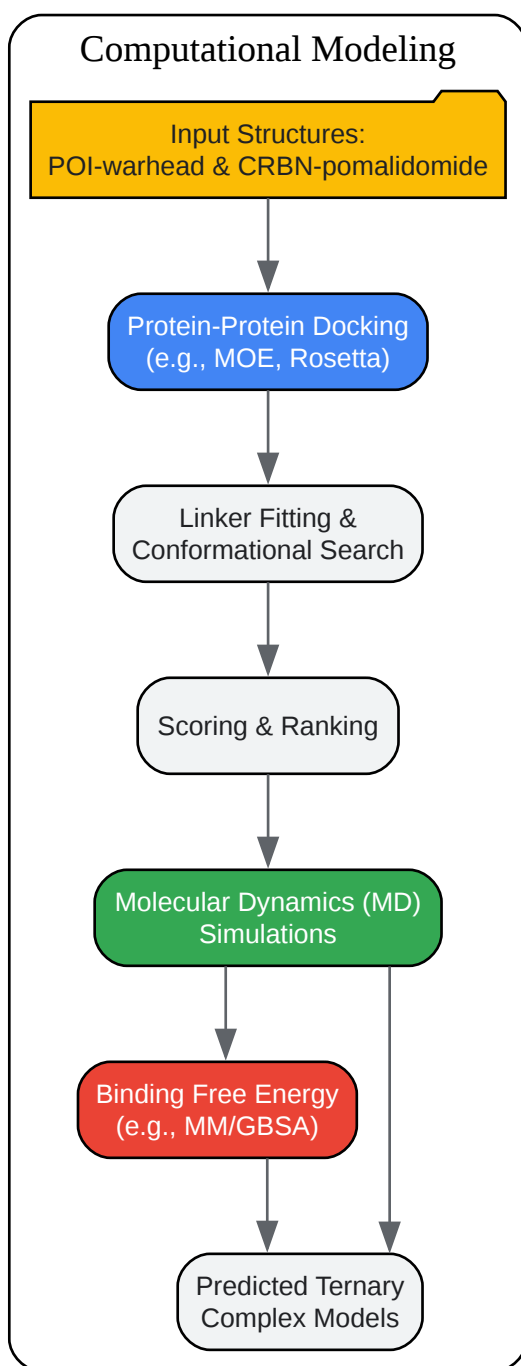 Computational Modeling
Input Structures:
POI-warhead & CRBN-pomalidomide
Protein-Protein Docking
(e.g., MOE, Rosetta)
Linker Fitting &
Conformational Search
Scoring & Ranking
Molecular Dynamics (MD)
Simulations
Binding Free Energy
(e.g., MM/GBSA)
Predicted Ternary
Complex Models